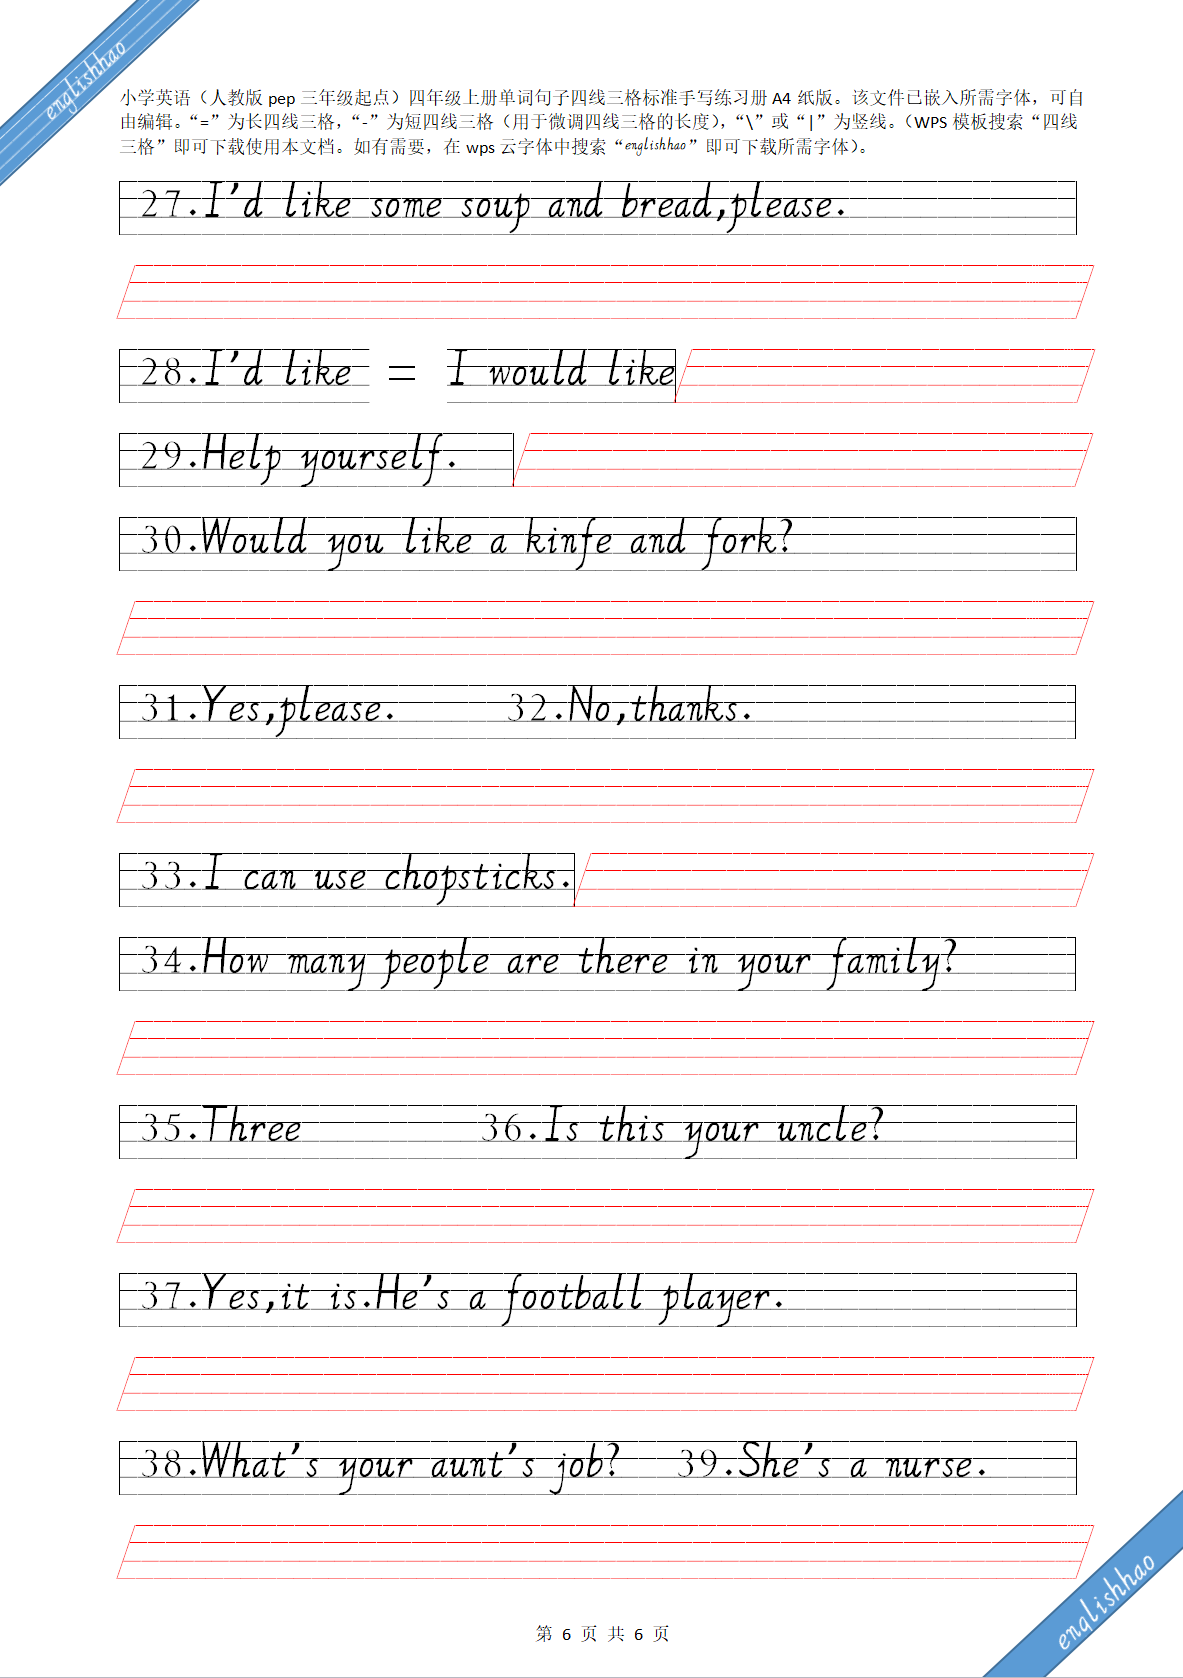 englishhao
小学英语（人教版 pep 三年级起点）四年级上册单词句子四线三格标准手写练习册 A4 纸版。该文件已嵌入所需字体，可自
由编辑。“=”为长四线三格，“-”为短四线三格（用于微调四线三格的长度），“\”或“|”为竖线。（WPS 模板搜索“四线
三格”即可下载使用本文档。如有需要，在 wps 云字体中搜索“englishhao”即可下载所需字体）。
27.I'd like some soup and bread,please.
28.I'd like = I would like
29.Help yourself.
30.Would you like a kinfe and fork?
31.Yes,please. 32.No,thanks.
33.I can use chopsticks.
34.How many people are there in your family?
35.Three 36.Is this your uncle?
37.Yes,it is.He's a football player.
38.What's your aunt's job? 39.She's a nurse.
englishhao
第 6 页 共 6 页